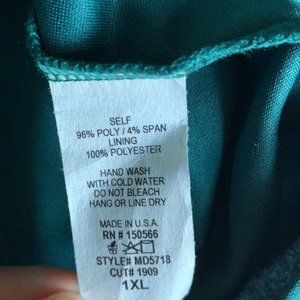 SELF
96% POLY / 4% SPAN
LINING
100% POLYESTER
HAND WASH
WITH COLD WATER
DO NOT BLEACH
HANG OR LINE DRY
MADE IN U.S.A.
RN # 150566
STYLE# MD5718
CUT# 1909
1XL